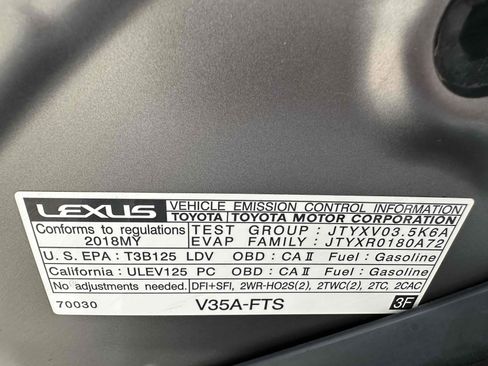 LEXUS VEHICLE EMISSION CONTROL INFORMATION
TOYOTA TOYOTA MOTOR CORPORATION
Conforms to regulations TEST GROUP : JTYXV03.5K6A
2018MY EVAP FAMILY : JTYXR0180A72
U.S. EPA : T3B125 LDV OBD : CA II Fuel : Gasoline
California : ULEV125 PC OBD : CA II Fuel : Gasoline
No adjustments needed. DFI+SFI, 2WR-HO2S(2), 2TWC(2), 2TC, 2CAC
70030 V35A-FTS 3F